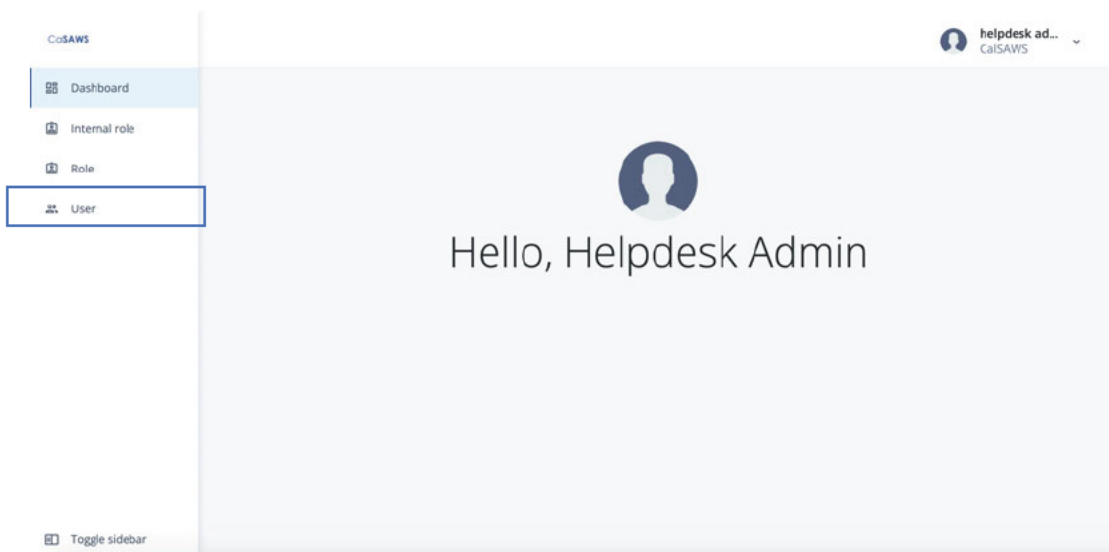 CalSAWS
helpdesk ad...
CalSAWS
Dashboard
Internal role
Role
User
Hello, Helpdesk Admin
Toggle sidebar